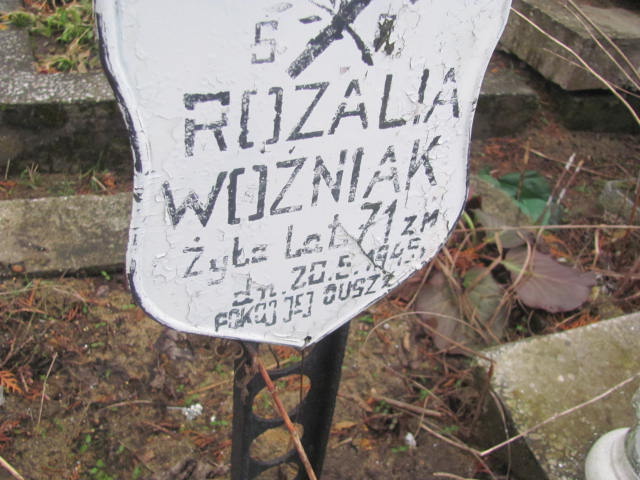 Ś P
ROZALIA
WOŹNIAK
Żyła Lat 71 zM
dn. 20.5.1945
POKÓJ JEJ DUSZY